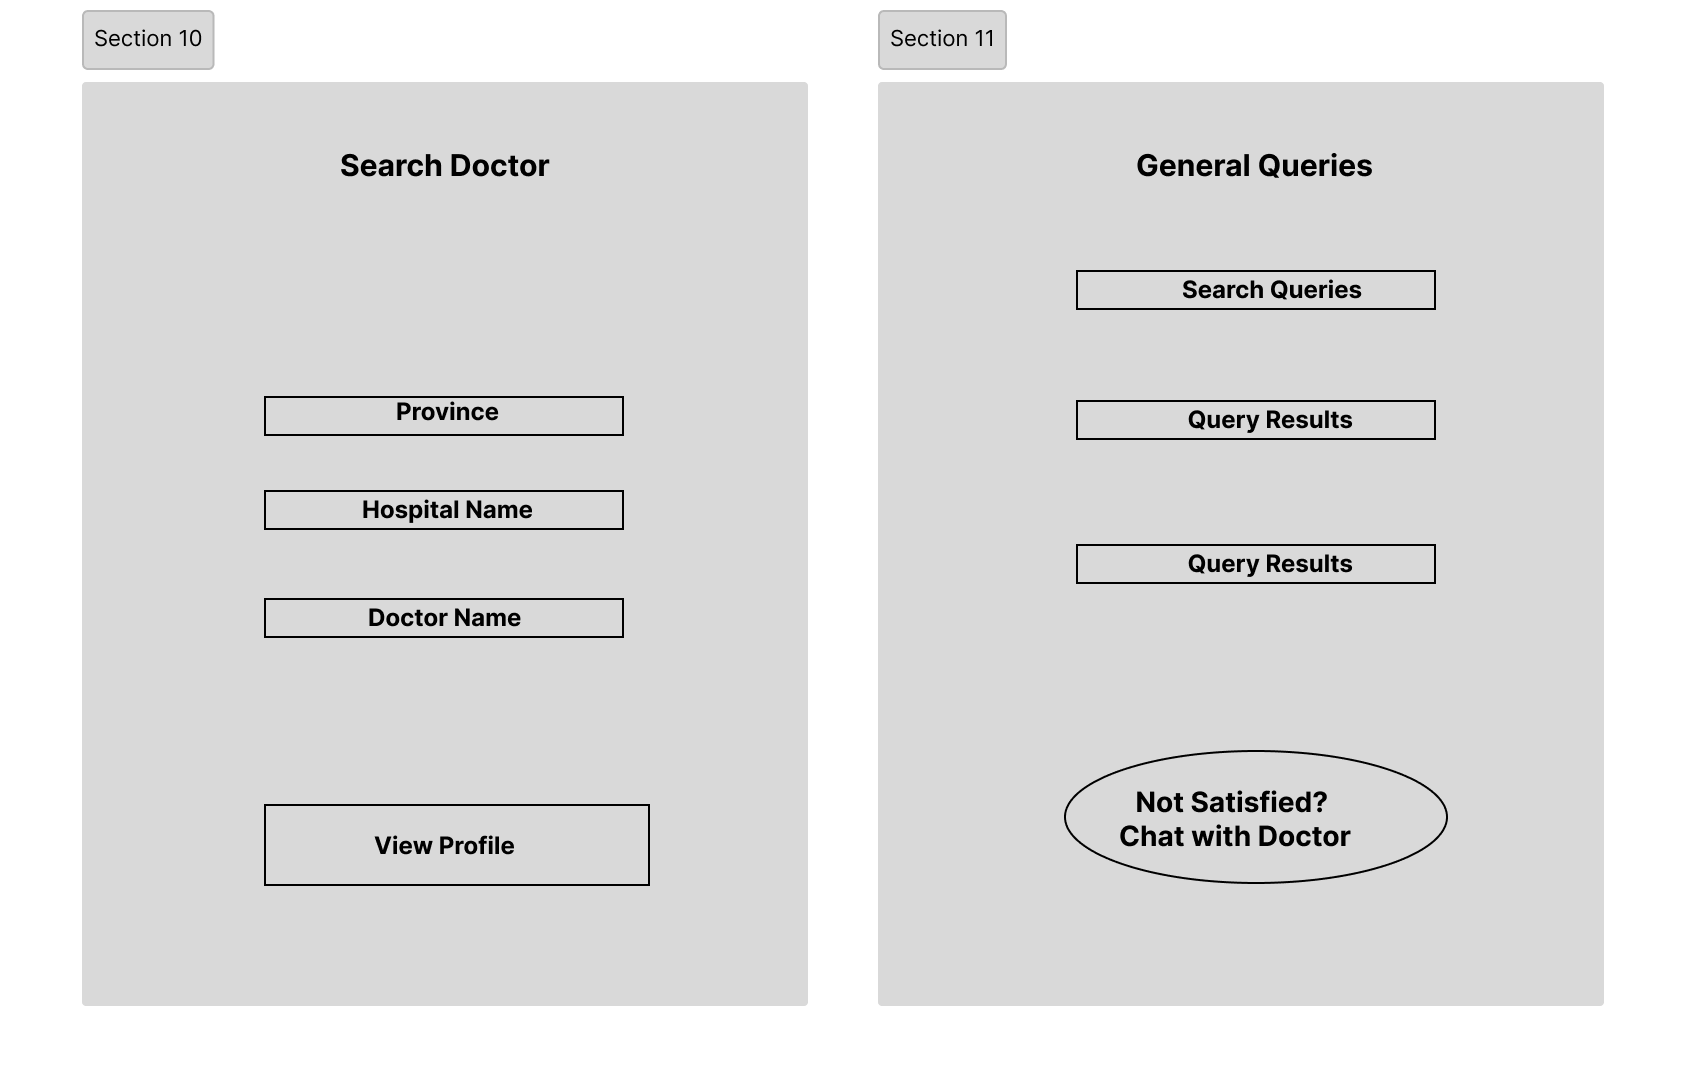 Section 10
Search Doctor
Province
Hospital Name
Doctor Name
View Profile
Section 11
General Queries
Search Queries
Query Results
Query Results
Not Satisfied?
Chat with Doctor